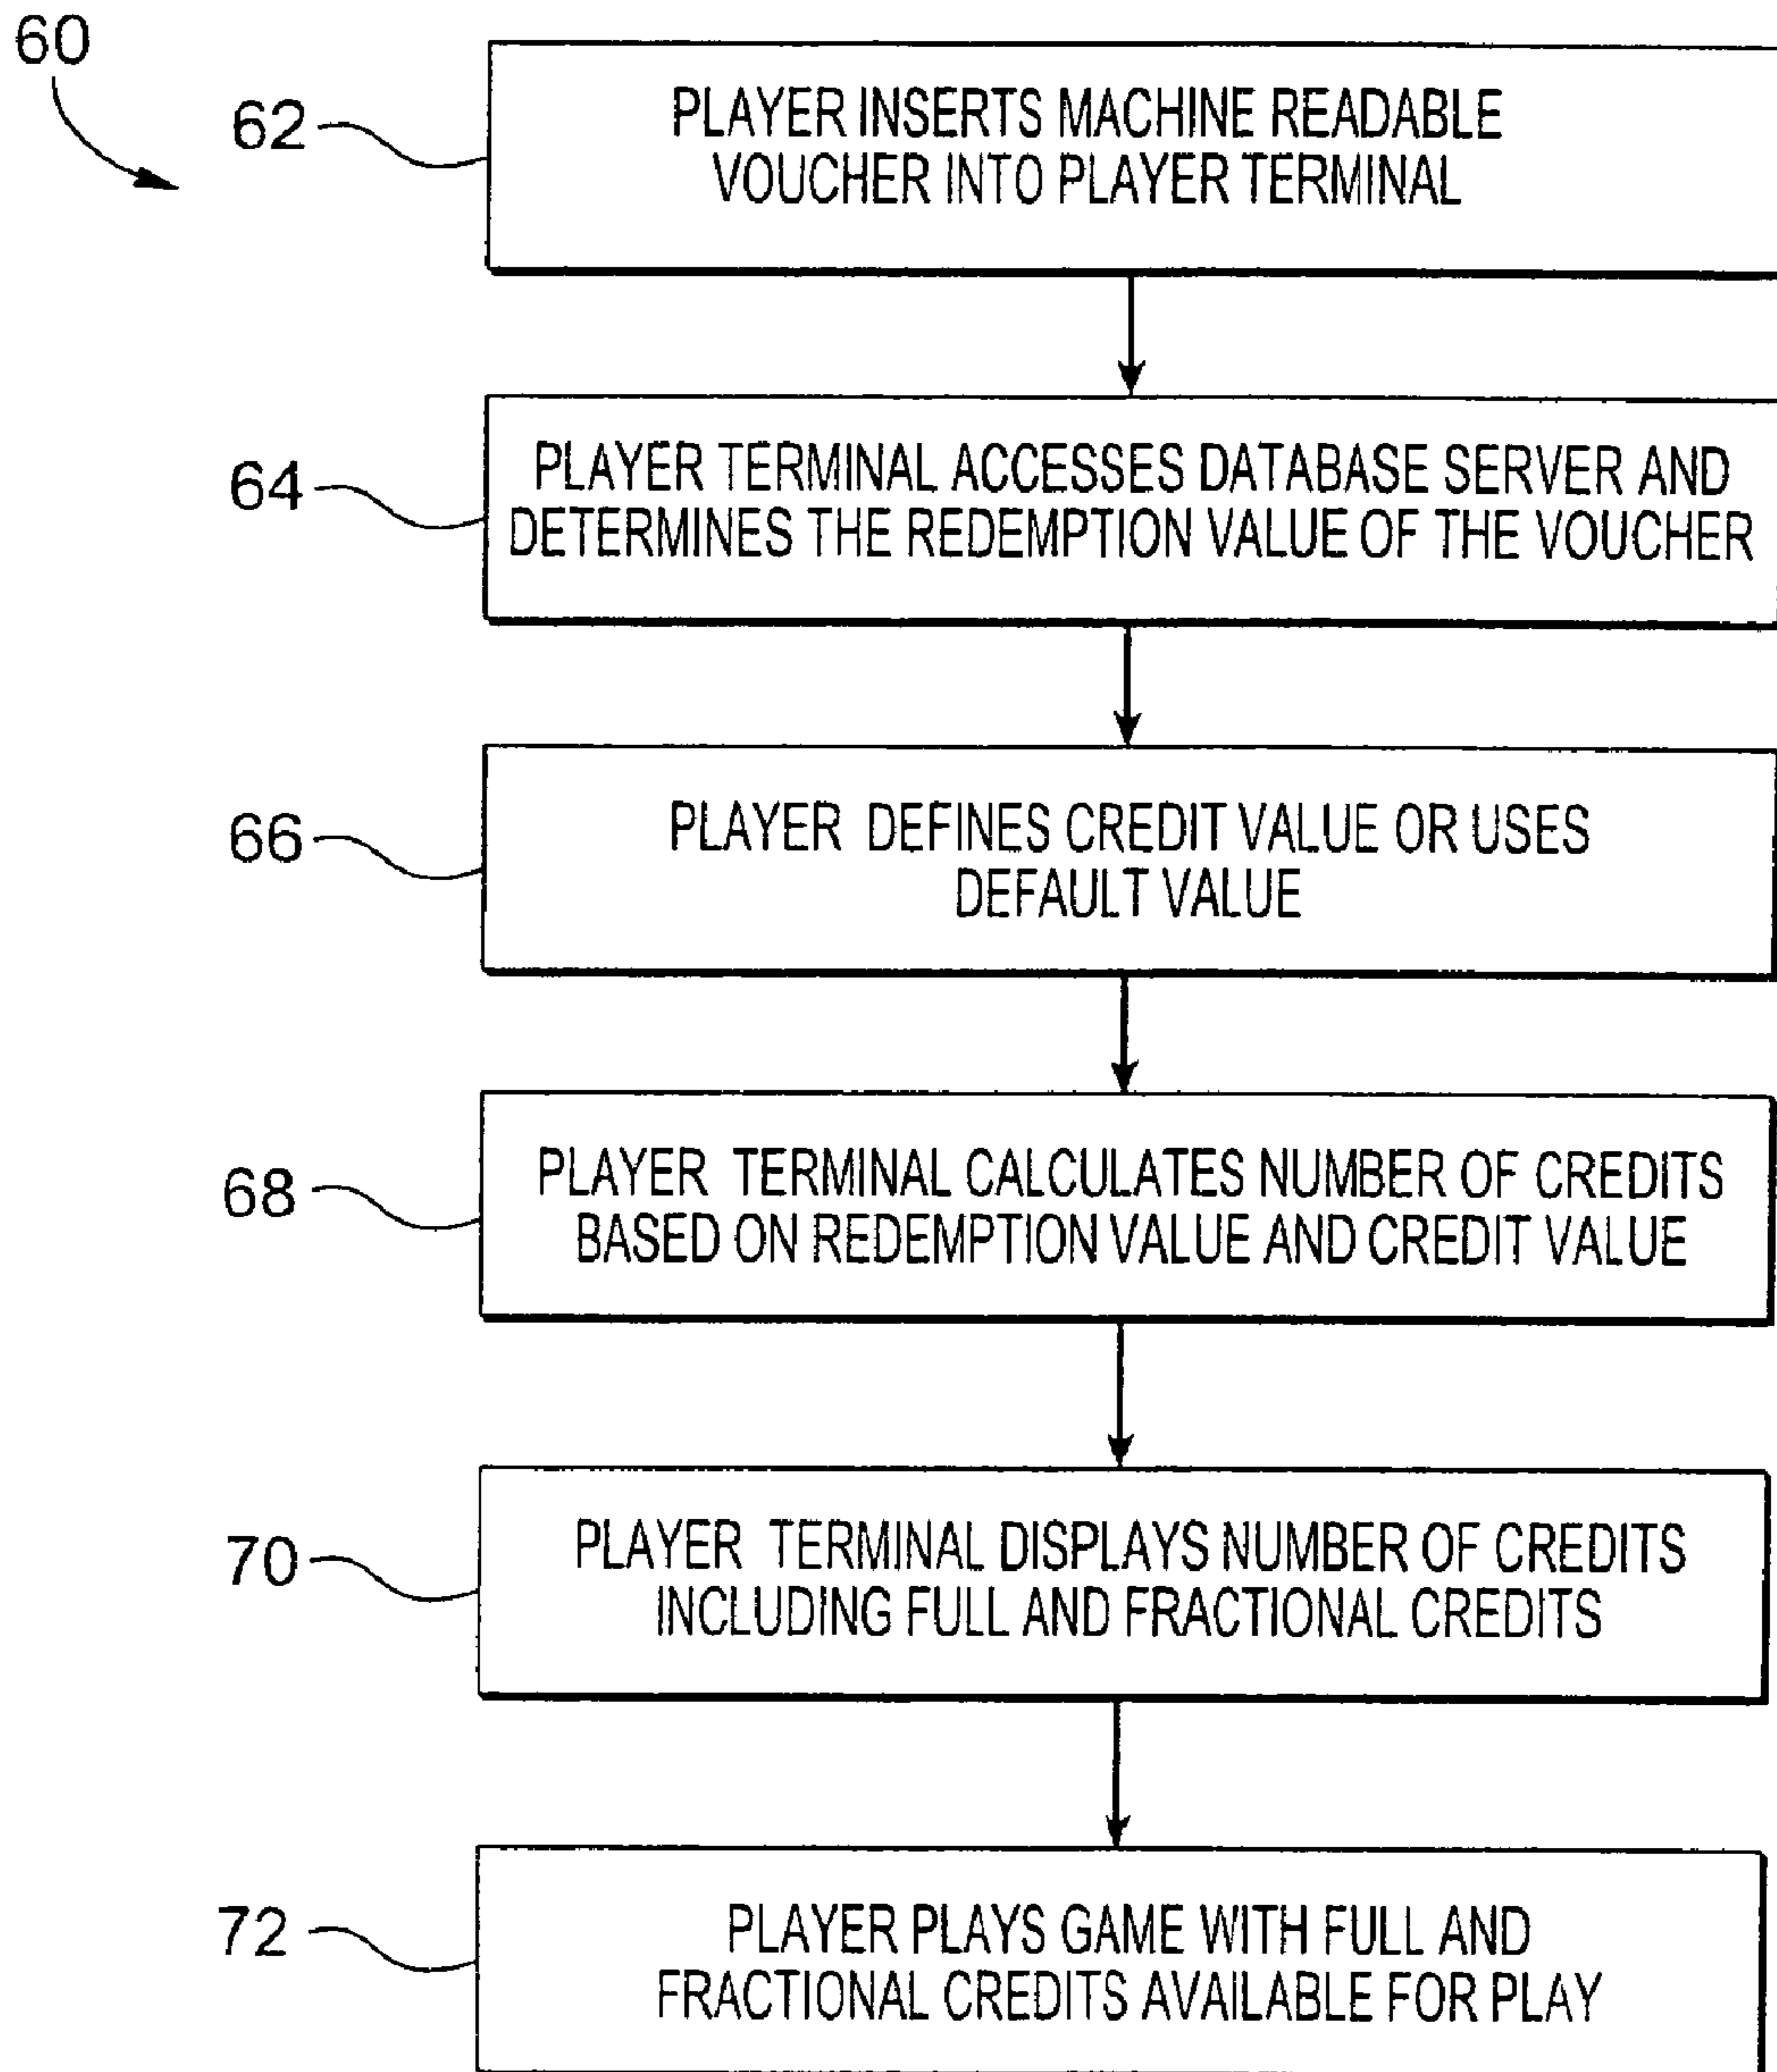 60
62
PLAYER INSERTS MACHINE READABLE
VOUCHER INTO PLAYER TERMINAL
64
PLAYER TERMINAL ACCESSES DATABASE SERVER AND
DETERMINES THE REDEMPTION VALUE OF THE VOUCHER
66
PLAYER DEFINES CREDIT VALUE OR USES
DEFAULT VALUE
68
PLAYER TERMINAL CALCULATES NUMBER OF CREDITS
BASED ON REDEMPTION VALUE AND CREDIT VALUE
70
PLAYER TERMINAL DISPLAYS NUMBER OF CREDITS
INCLUDING FULL AND FRACTIONAL CREDITS
72
PLAYER PLAYS GAME WITH FULL AND
FRACTIONAL CREDITS AVAILABLE FOR PLAY